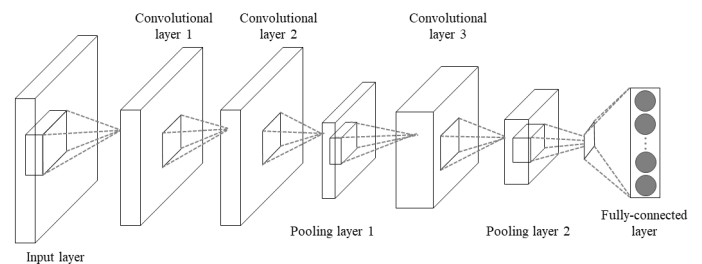 Convolutional
layer 1
Convolutional
layer 2
Convolutional
layer 3
Pooling layer 1
Pooling layer 2
Fully-connected
layer
Input layer